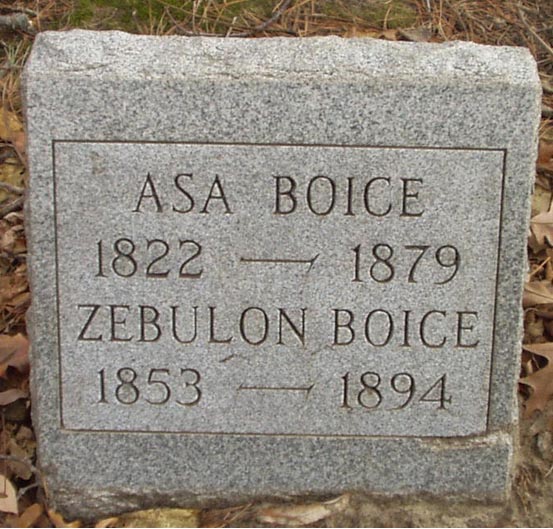 ASA BOICE
1822 — 1879
ZEBULON BOICE
1853 — 1894